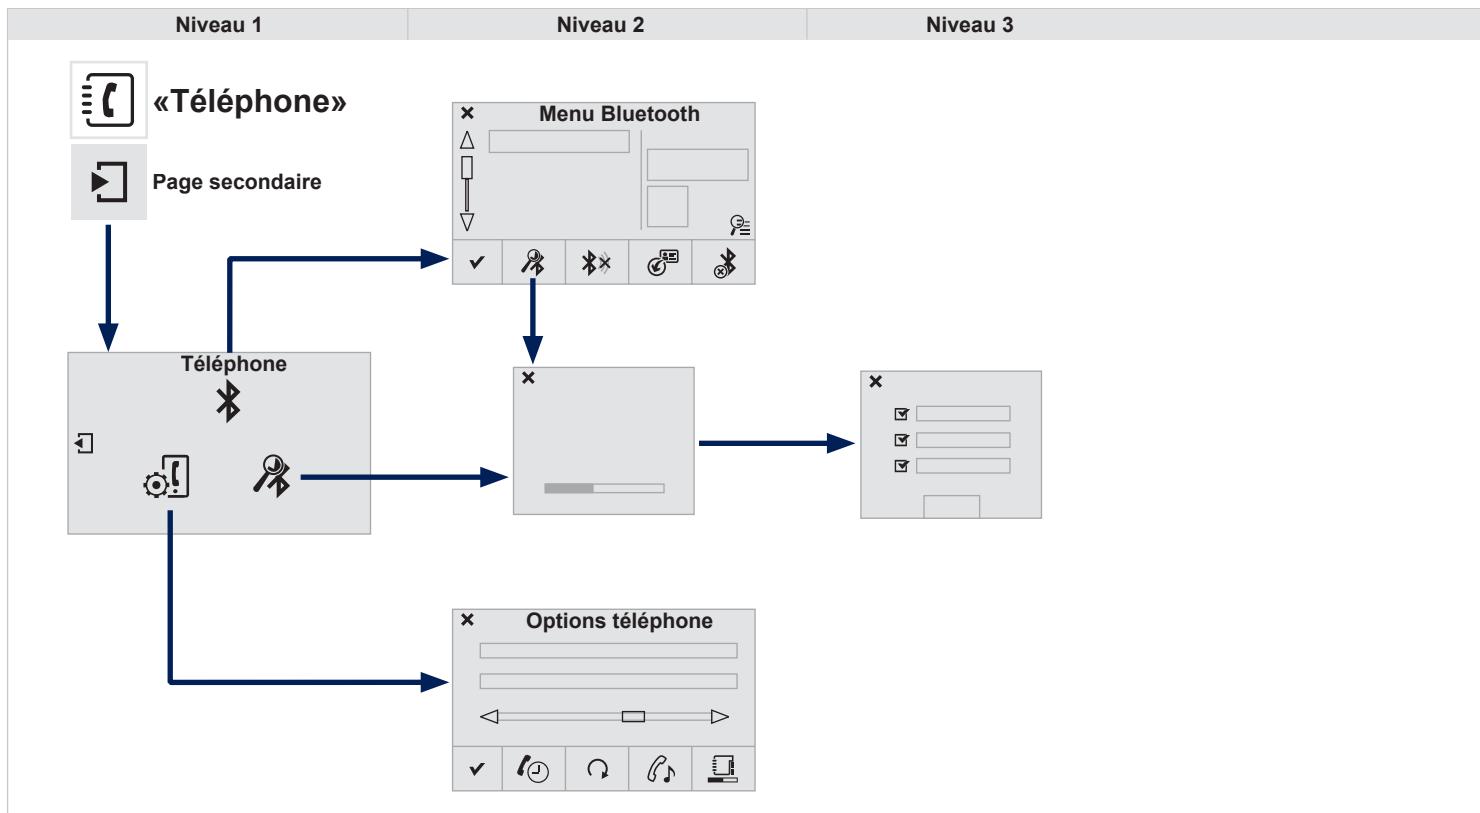 Niveau 1
Niveau 2
Niveau 3
«Téléphone»
Page secondaire
Menu Bluetooth
Téléphone
Options téléphone